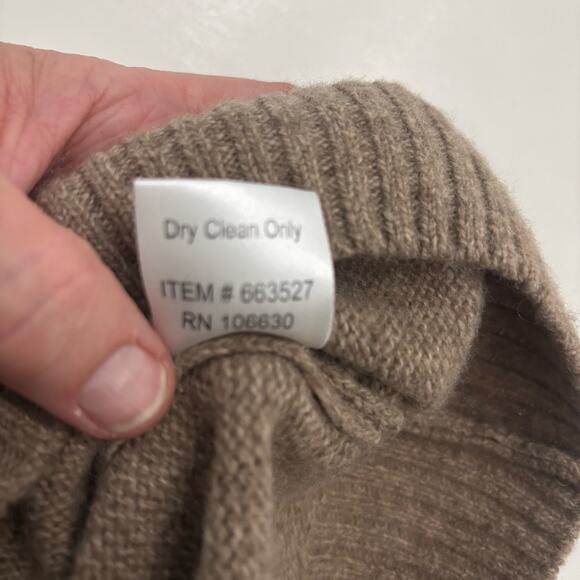 Dry Clean Only
ITEM # 663527
RN 106630